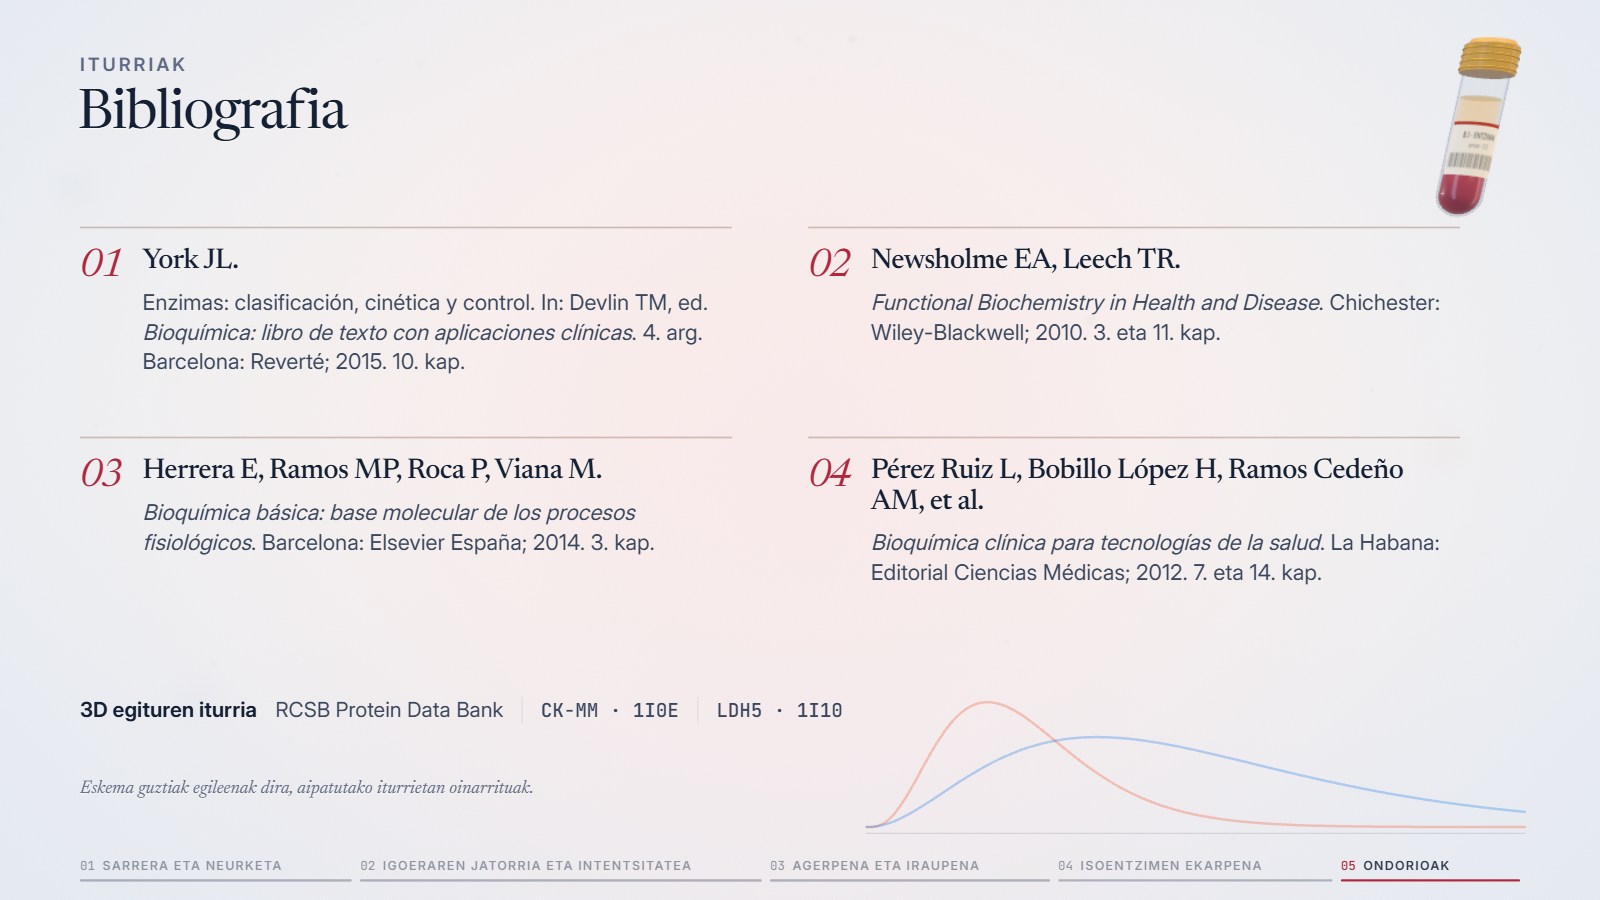 ITURRIAK
Bibliografia
01 York JL.
Enzimas: clasificación, cinética y control. In: Devlin TM, ed.
Bioquímica: libro de texto con aplicaciones clínicas. 4. arg.
Barcelona: Reverté; 2015. 10. kap.
02 Newsholme EA, Leech TR.
Functional Biochemistry in Health and Disease. Chichester:
Wiley-Blackwell; 2010. 3. eta 11. kap.
03 Herrera E, Ramos MP, Roca P, Viana M.
Bioquímica básica: base molecular de los procesos
fisiológicos. Barcelona: Elsevier España; 2014. 3. kap.
04 Pérez Ruiz L, Bobillo López H, Ramos Cedeño
AM, et al.
Bioquímica clínica para tecnologías de la salud. La Habana:
Editorial Ciencias Médicas; 2012. 7. eta 14. kap.
3D egituren iturria RCSB Protein Data Bank CK-MM · 1I0E LDH5 · 1I10
Eskema guztiak egileenak dira, aipatutako iturrietan oinarrituak.
01 SARRERA ETA NEURKETA 02 IGOERAREN JATORRIA ETA INTENTSITATEA 03 AGERPENA ETA IRAUPENA 04 ISOENTZIMEN EKARPENA 05 ONDORIOAK